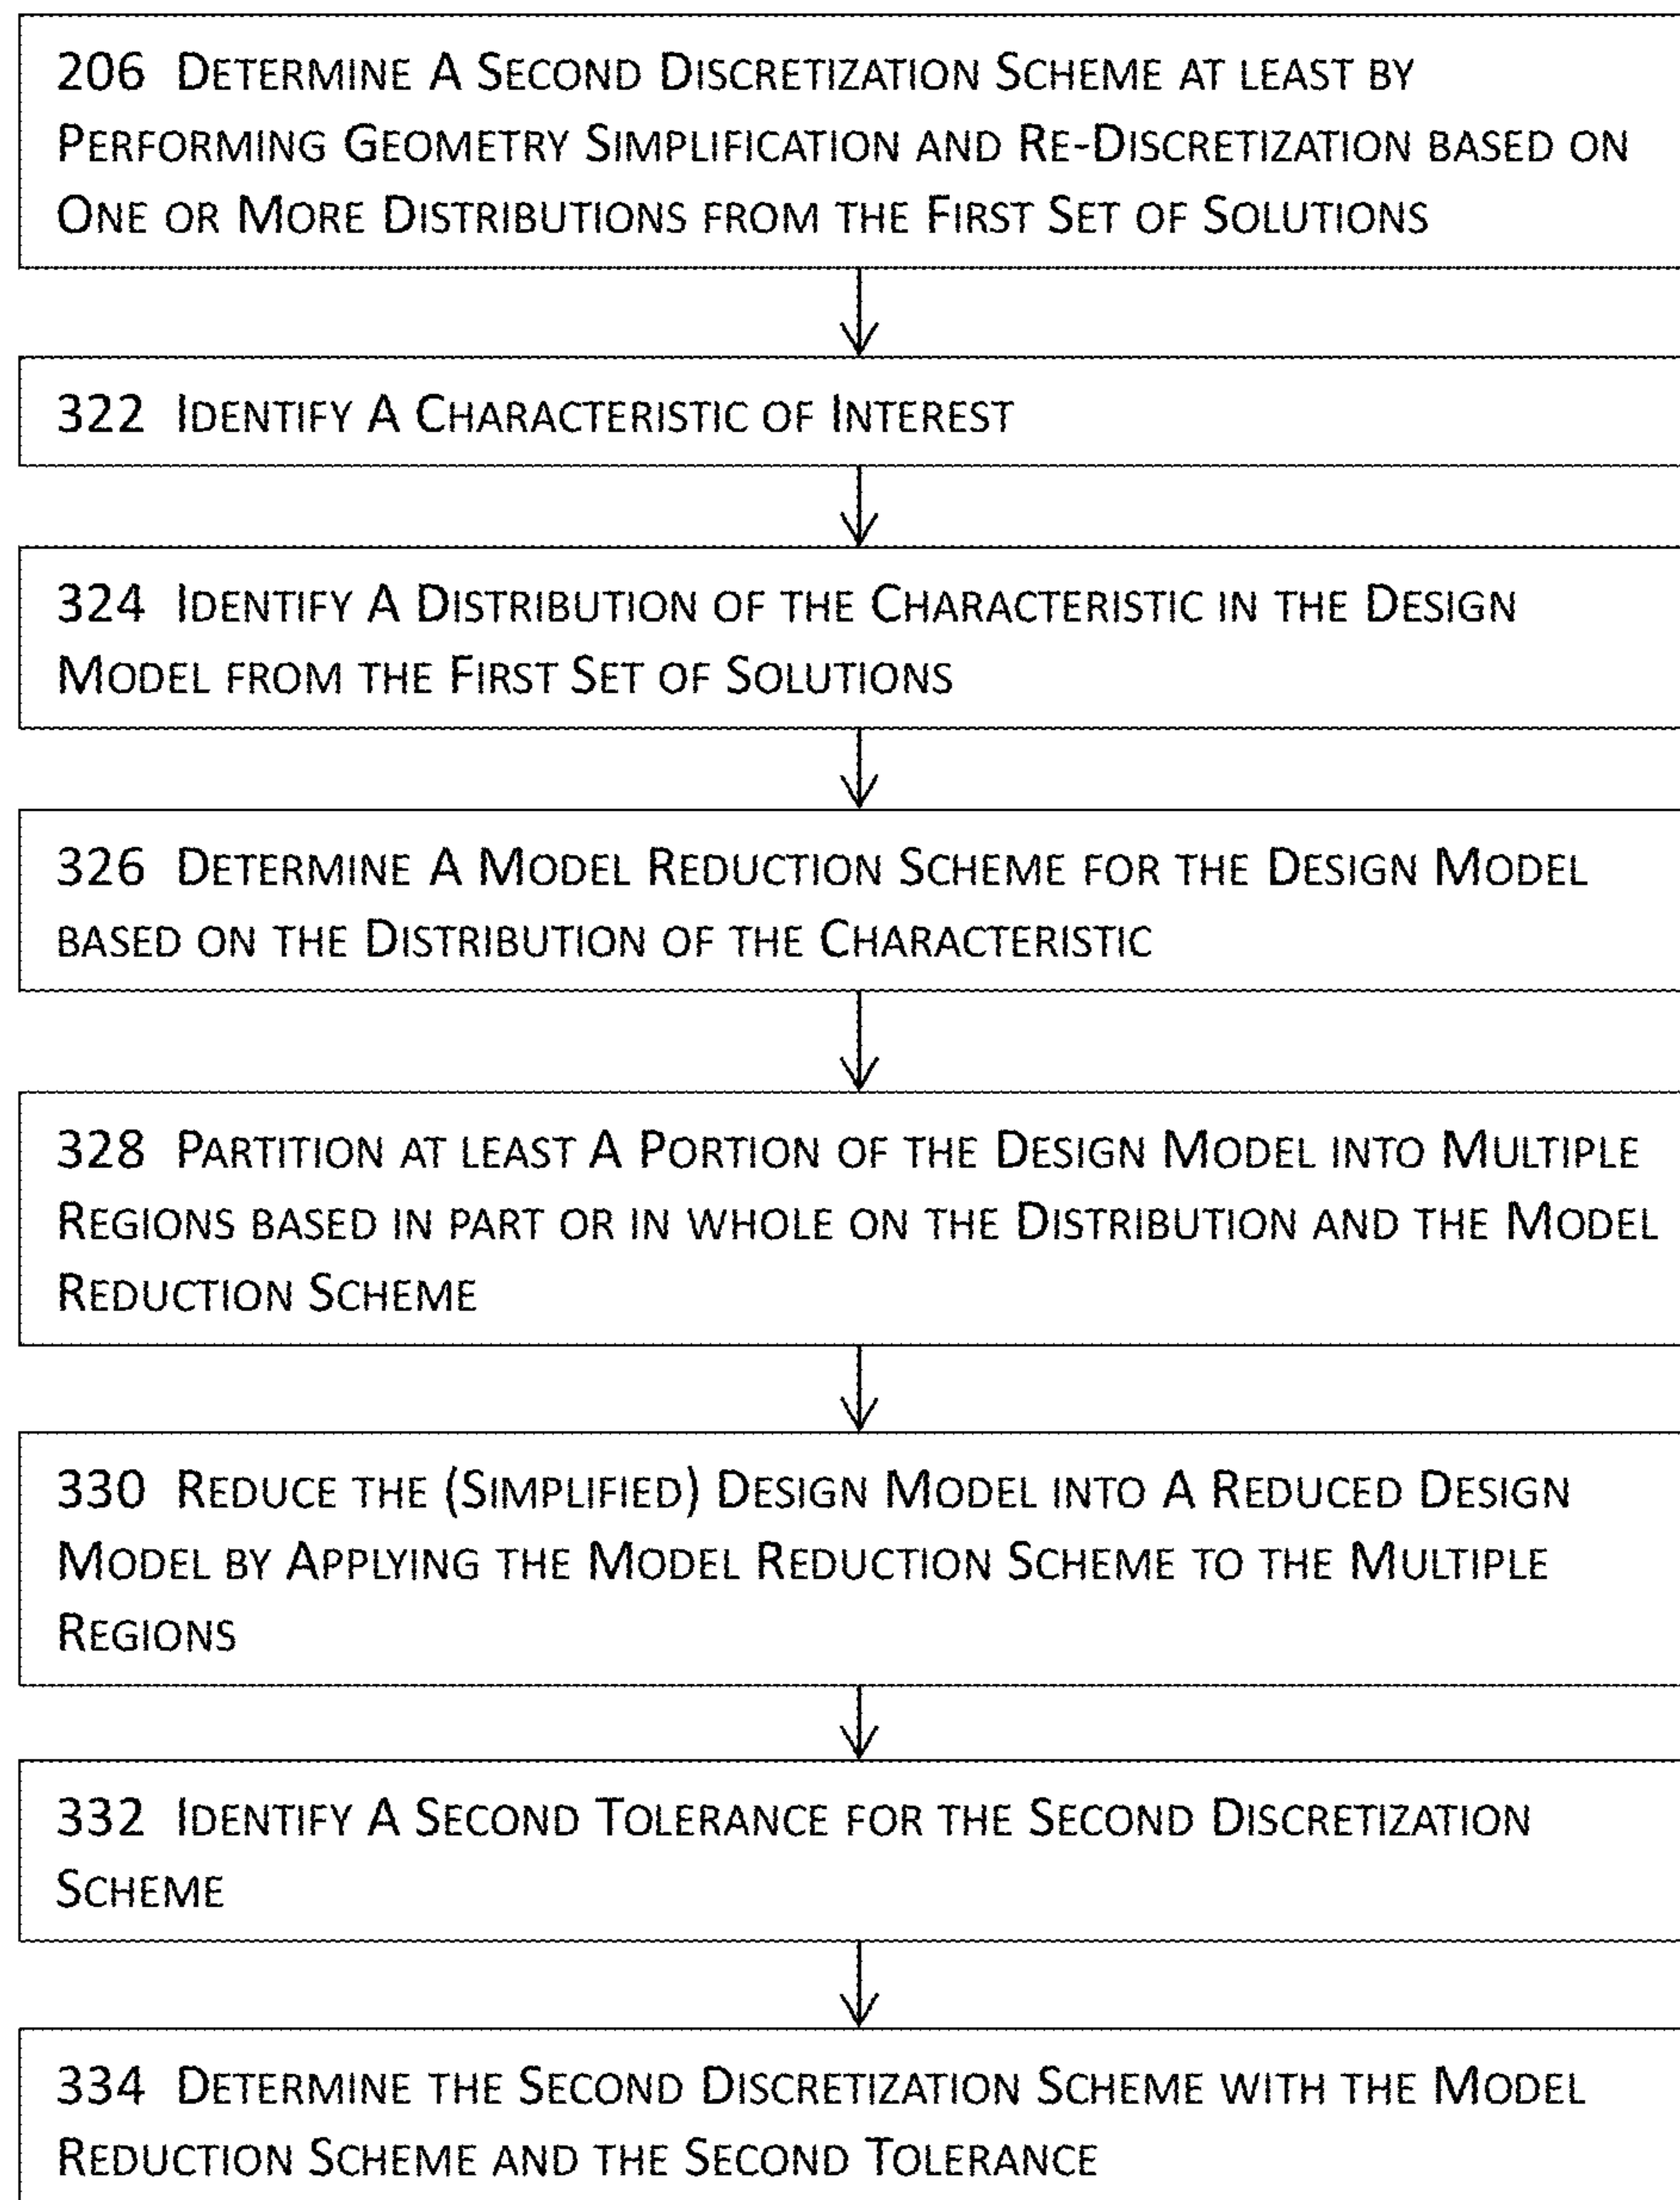 206 Determine A Second Discretization Scheme at least by
Performing Geometry Simplification and Re-Discretization based on
One or More Distributions from the First Set of Solutions
322 Identify A Characteristic of Interest
324 Identify A Distribution of the Characteristic in the Design
Model from the First Set of Solutions
326 Determine A Model Reduction Scheme for the Design Model
based on the Distribution of the Characteristic
328 Partition at least A Portion of the Design Model into Multiple
Regions based in part or in whole on the Distribution and the Model
Reduction Scheme
330 Reduce the (Simplified) Design Model into A Reduced Design
Model by Applying the Model Reduction Scheme to the Multiple
Regions
332 Identify A Second Tolerance for the Second Discretization
Scheme
334 Determine the Second Discretization Scheme with the Model
Reduction Scheme and the Second Tolerance